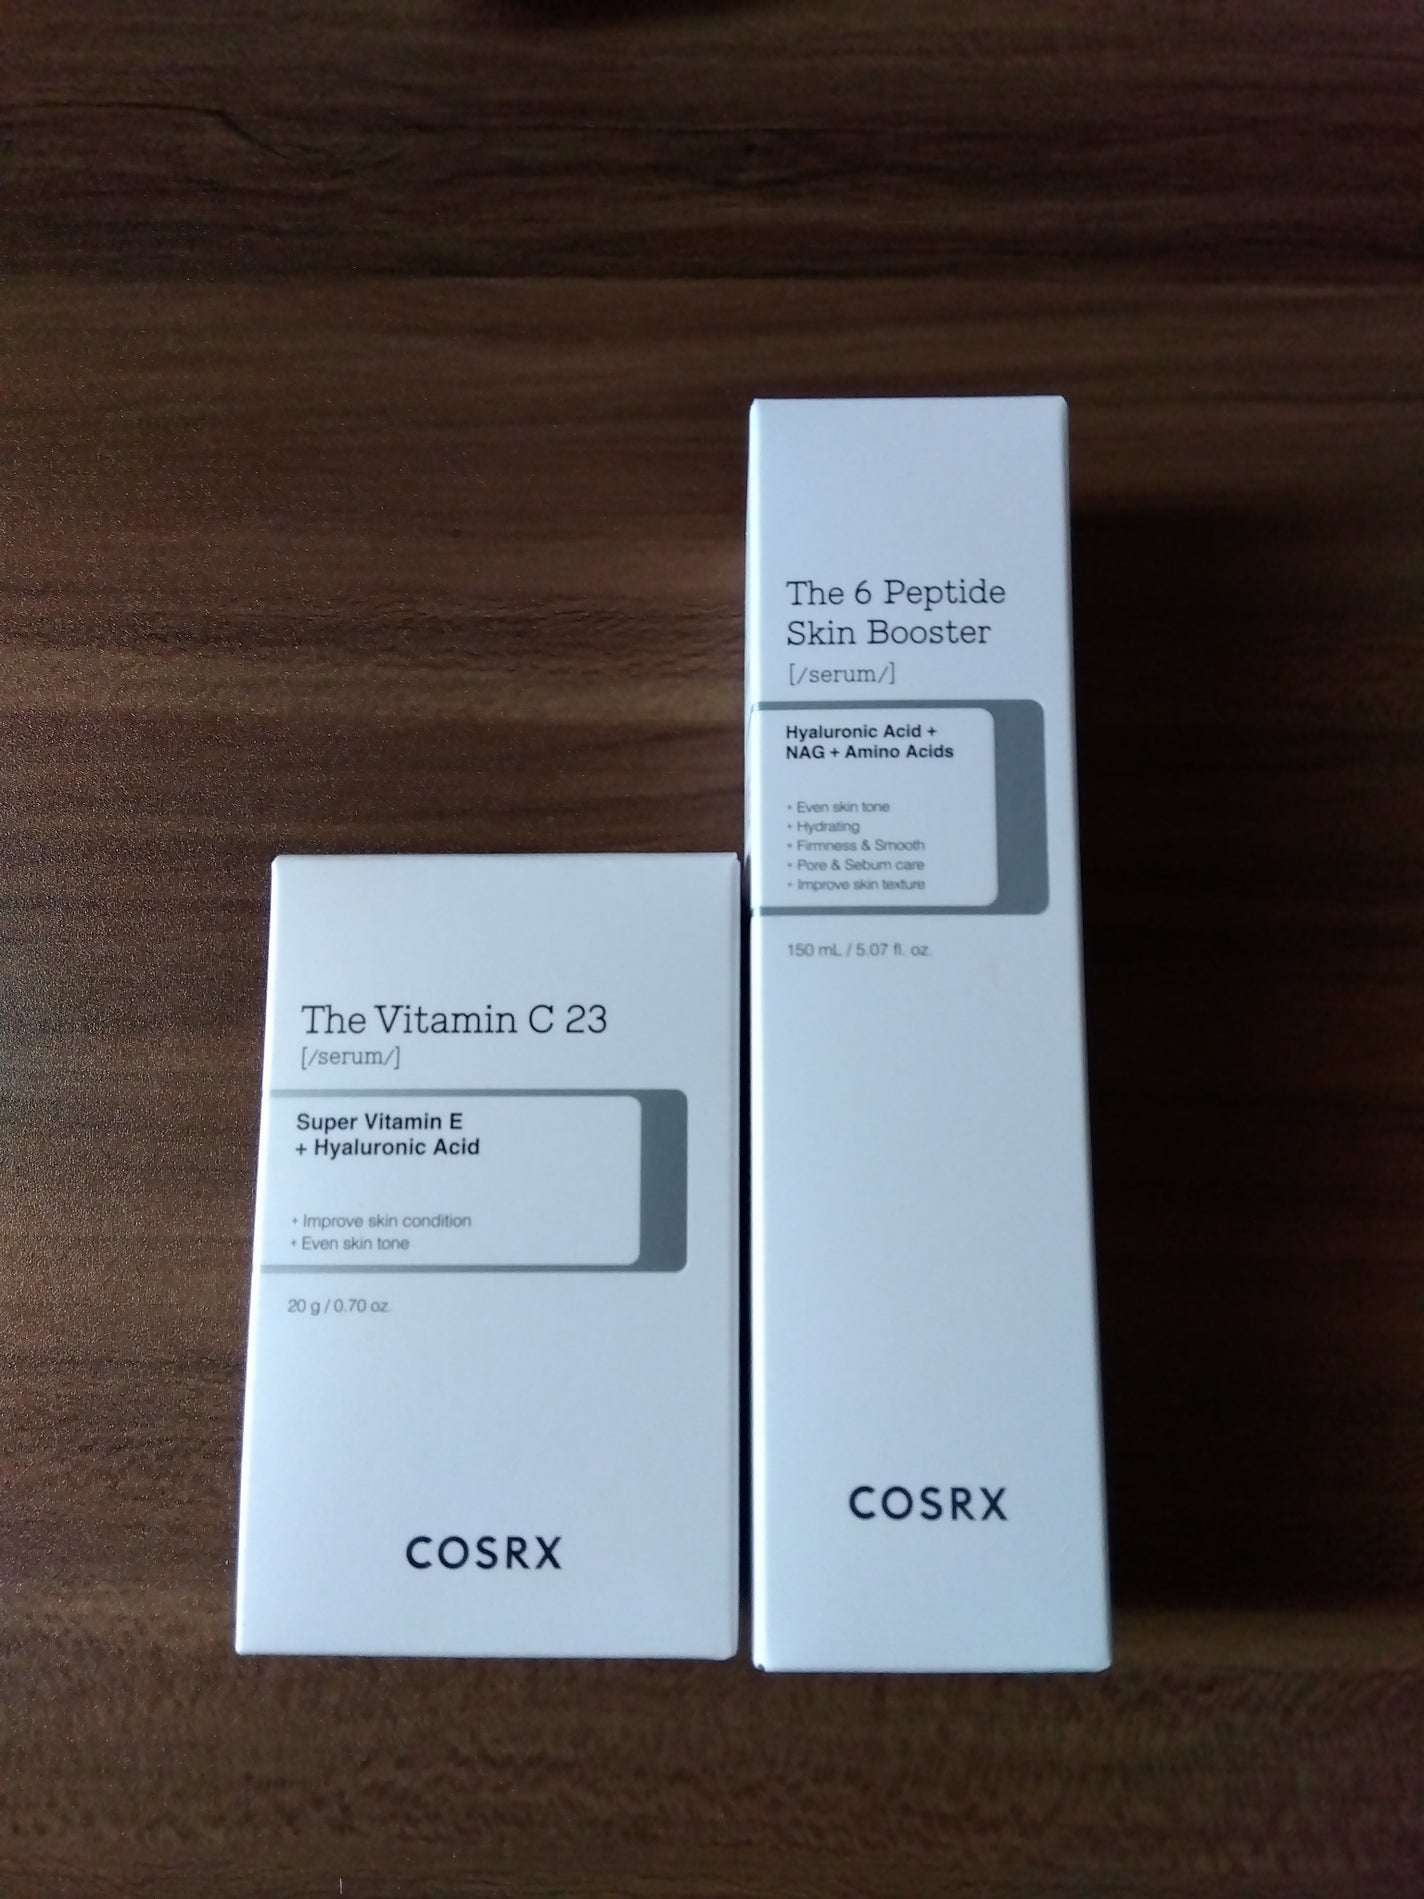 The Vitamin C 23
[/serum/]
Super Vitamin E
+ Hyaluronic Acid
+ Improve skin condition
+ Even skin tone
20 g / 0.70 oz.
COSRX
The 6 Peptide
Skin Booster
[/serum/]
Hyaluronic Acid +
NAG + Amino Acids
+ Even skin tone
+ Hydrating
+ Firmness & Smooth
+ Pore & Sebum care
+ Improve skin texture
150 mL / 5.07 fl. oz.
COSRX